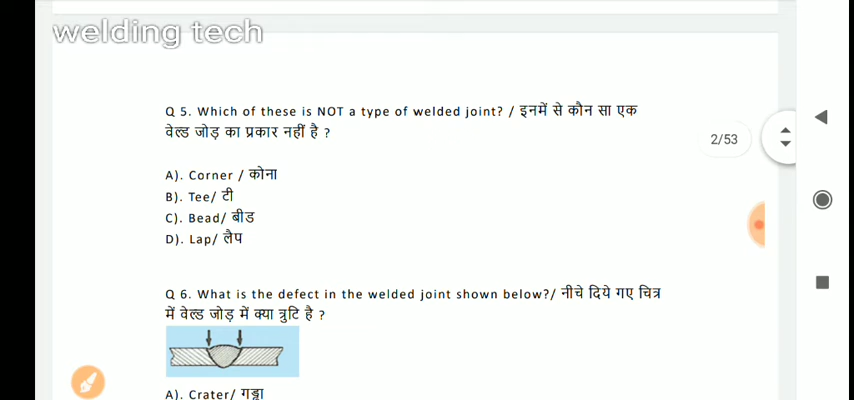 welding tech
Q 5. Which of these is NOT a type of welded joint? / इनमें से कौन सा एक
वेल्ड जोड़ का प्रकार नहीं है ?
2/53
A). Corner / कोना
B). Tee/ टी
C). Bead/ बीड
D). Lap/ लैप
Q 6. What is the defect in the welded joint shown below?/ नीचे दिये गए चित्र
में वेल्ड जोड़ में क्या त्रुटि है ?
A). Crater/ गड्ढा